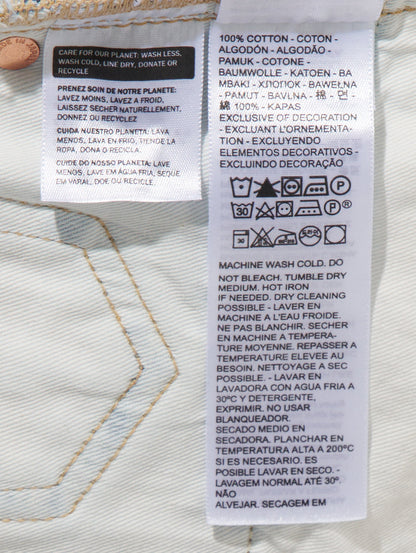 CARE FOR OUR PLANET: WASH LESS,
WASH COLD, LINE DRY, DONATE OR
RECYCLE
PRENEZ SOIN DE NOTRE PLANETE:
LAVEZ MOINS, LAVEZ A FROID,
LAISSEZ SECHER NATURELLEMENT,
DONNEZ OU RECYCLEZ
CUIDA NUESTRO PLANETA: LAVA
MENOS, LAVA EN FRIO, TIENDE LA
ROPA, DONA O RECICLA.
CUIDE DO NOSSO PLANETA: LAVE
MENOS, LAVE EM ÁGUA FRIA, SEQUE
EM VARAL, DOE OU RECICLE.
100% COTTON - COTON -
ALGODÓN - ALGODÃO -
PAMUK - COTONE -
BAUMWOLLE - KATOEN - BA
MBAKI - ХЛОПОК - BAWEŁNA
- PAMUT - BAVLNA - 棉 - 면 -
綿 100% - KAPAS
EXCLUSIVE OF DECORATION
- EXCLUANT L'ORNEMENTA-
TION - EXCLUYENDO
ELEMENTOS DECORATIVOS -
EXCLUINDO DECORAÇÃO
P
30 P
30
MACHINE WASH COLD. DO
NOT BLEACH. TUMBLE DRY
MEDIUM. HOT IRON
IF NEEDED. DRY CLEANING
POSSIBLE - LAVER EN
MACHINE A L'EAU FROIDE.
NE PAS BLANCHIR. SECHER
EN MACHINE A TEMPERA-
TURE MOYENNE. REPASSER A
TEMPERATURE ELEVEE AU
BESOIN. NETTOYAGE A SEC
POSSIBLE - LAVAR EN
LAVADORA CON AGUA FRIA A
30ºC Y DETERGENTE,
EXPRIMIR. NO USAR
BLANQUEADOR.
SECADO MEDIO EN
SECADORA. PLANCHAR EN
TEMPERATURA ALTA A 200ºC
SI ES NECESARIO. ES
POSIBLE LAVAR EN SECO. -
LAVAGEM NORMAL ATÉ 30º.
NÃO
ALVEJAR. SECAGEM EM